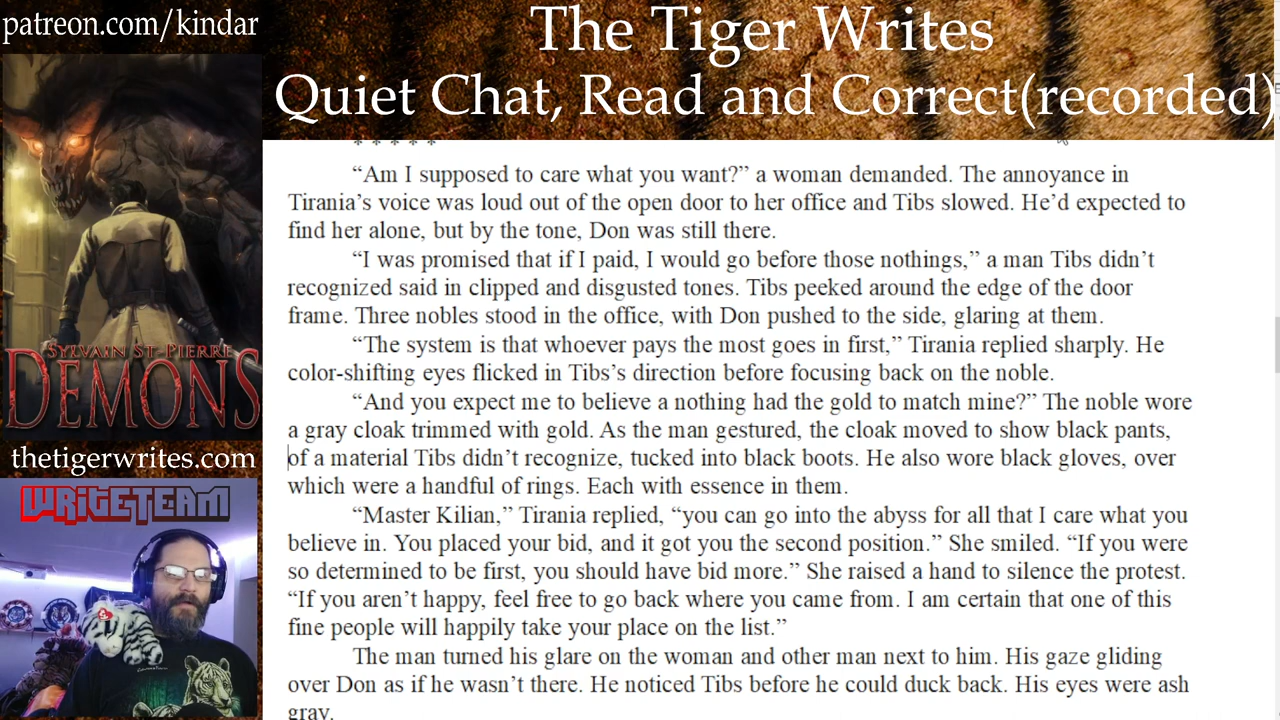 patreon.com/kindar
The Tiger Writes
Quiet Chat, Read and Correct(recorded)
* * * * *
“Am I supposed to care what you want?” a woman demanded. The annoyance in
Tirania’s voice was loud out of the open door to her office and Tibs slowed. He’d expected to
find her alone, but by the tone, Don was still there.
“I was promised that if I paid, I would go before those nothings,” a man Tibs didn’t
recognized said in clipped and disgusted tones. Tibs peeked around the edge of the door
frame. Three nobles stood in the office, with Don pushed to the side, glaring at them.
“The system is that whoever pays the most goes in first,” Tirania replied sharply. He
color-shifting eyes flicked in Tibs’s direction before focusing back on the noble.
“And you expect me to believe a nothing had the gold to match mine?” The noble wore
a gray cloak trimmed with gold. As the man gestured, the cloak moved to show black pants,
of a material Tibs didn’t recognize, tucked into black boots. He also wore black gloves, over
which were a handful of rings. Each with essence in them.
“Master Kilian,” Tirania replied, “you can go into the abyss for all that I care what you
believe in. You placed your bid, and it got you the second position.” She smiled. “If you were
so determined to be first, you should have bid more.” She raised a hand to silence the protest.
“If you aren’t happy, feel free to go back where you came from. I am certain that one of this
fine people will happily take your place on the list.”
The man turned his glare on the woman and other man next to him. His gaze gliding
over Don as if he wasn’t there. He noticed Tibs before he could duck back. His eyes were ash
gray.
SYLVAIN ST-PIERRE
DEMONS
thetigerwrites.com
WRITETEAM